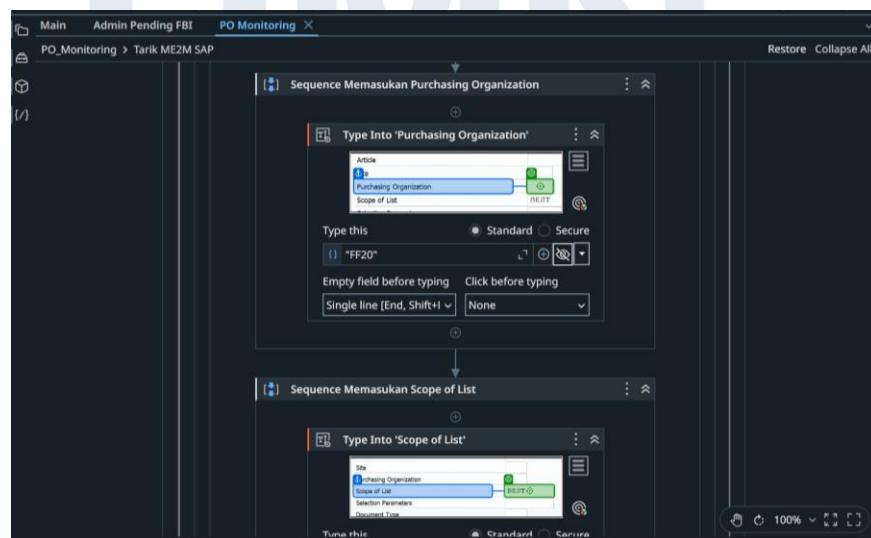 Main Admin Pending FBI PO Monitoring
PO_Monitoring > Tarik ME2M SAP Restore Collapse All
Sequence Memasukan Purchasing Organization
Type Into 'Purchasing Organization'
Article
Purchasing Organization
Scope of List BEST
Type this Standard Secure
"FF20"
Empty field before typing Click before typing
Single line [End, Shift+ None
Sequence Memasukan Scope of List
Type Into 'Scope of List'
Site
Purchasing Organization
Scope of List BEST
Selection Parameters
Document Type
Type this Standard Secure
100%